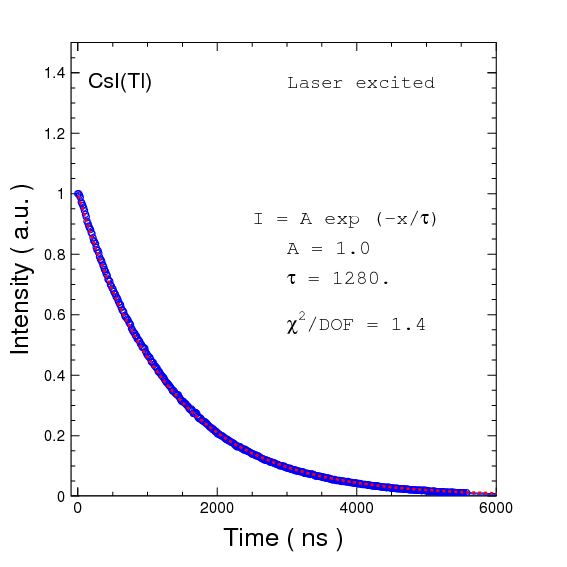 CsI(Tl)
Laser excited
I = A exp (-x/τ)
A = 1.0
τ = 1280.
χ²/DOF = 1.4
Intensity ( a.u. )
1.4
1.2
1
0.8
0.6
0.4
0.2
0
0 2000 4000 6000
Time ( ns )